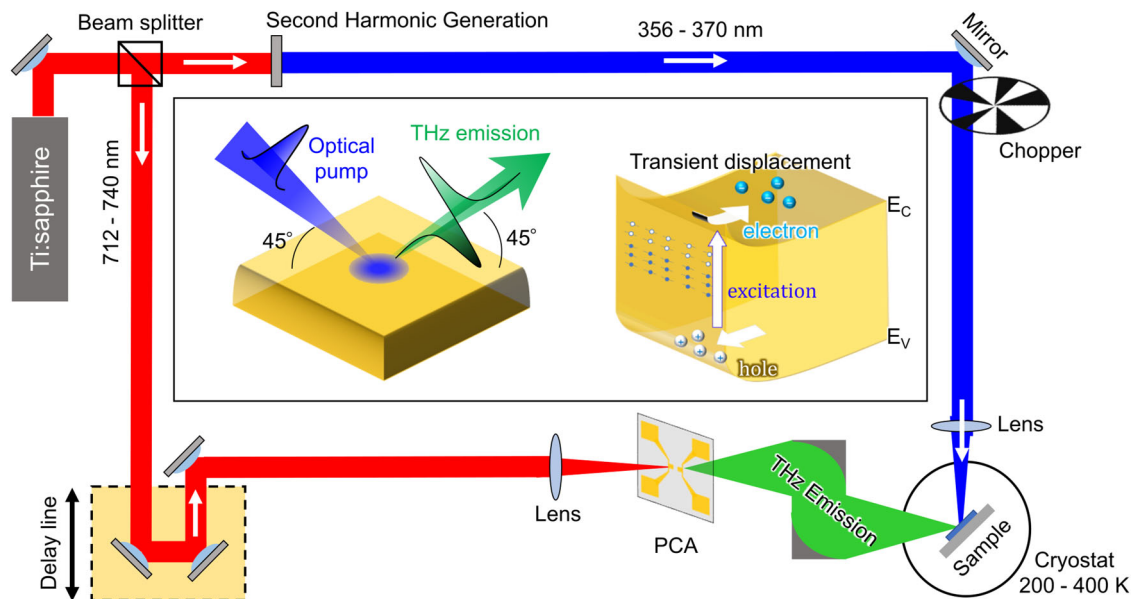 Beam splitter
Second Harmonic Generation
356 - 370 nm
Mirror
Chopper
Ti:sapphire
712 - 740 nm
Optical
pump
THz emission
45°
45°
Transient displacement
electron
E_C
excitation
E_V
hole
Lens
Delay line
Lens
PCA
THz Emission
Sample
Cryostat
200 - 400 K